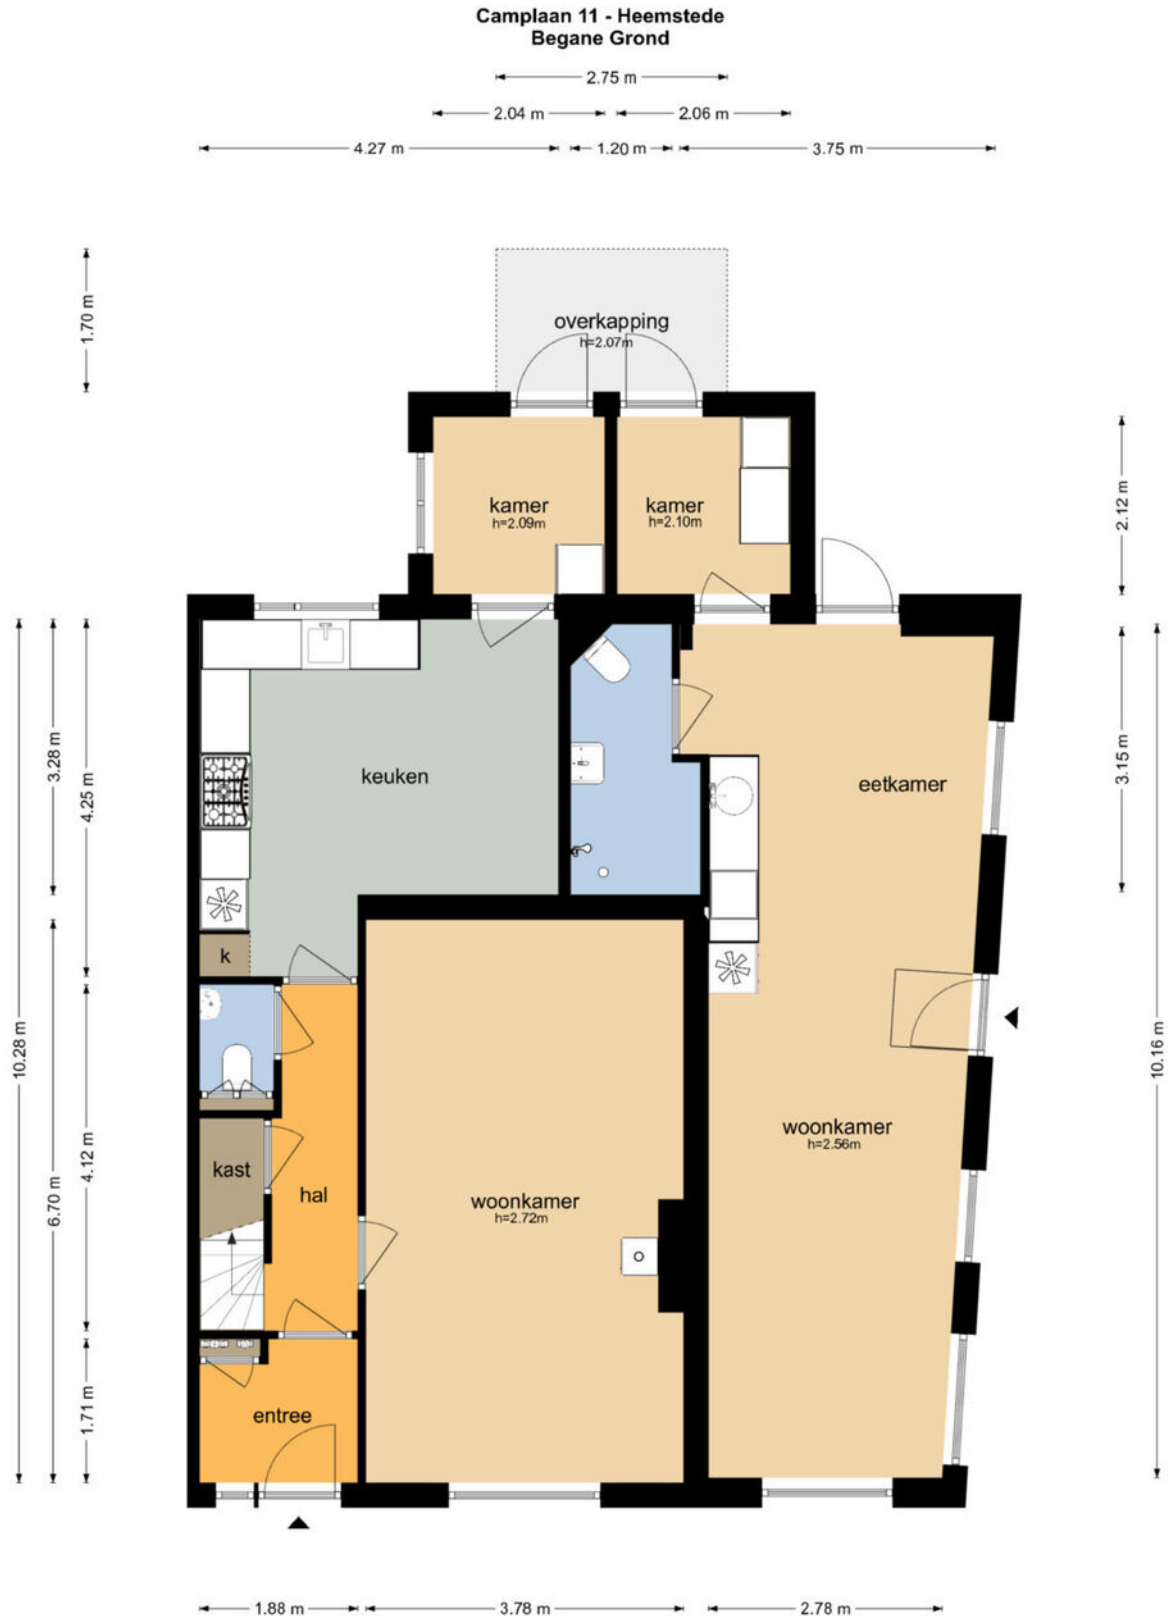 Camplaan 11 - Heemstede
Begane Grond
2.75 m
2.04 m
2.06 m
4.27 m
1.20 m
3.75 m
1.70 m
overkapping
h=2.07m
2.12 m
kamer
h=2.09m
kamer
h=2.10m
10.28 m
3.28 m
4.25 m
keuken
eetkamer
3.15 m
k
10.16 m
6.70 m
4.12 m
kast
hal
woonkamer
h=2.72m
woonkamer
h=2.56m
1.71 m
entree
1.88 m
3.78 m
2.78 m